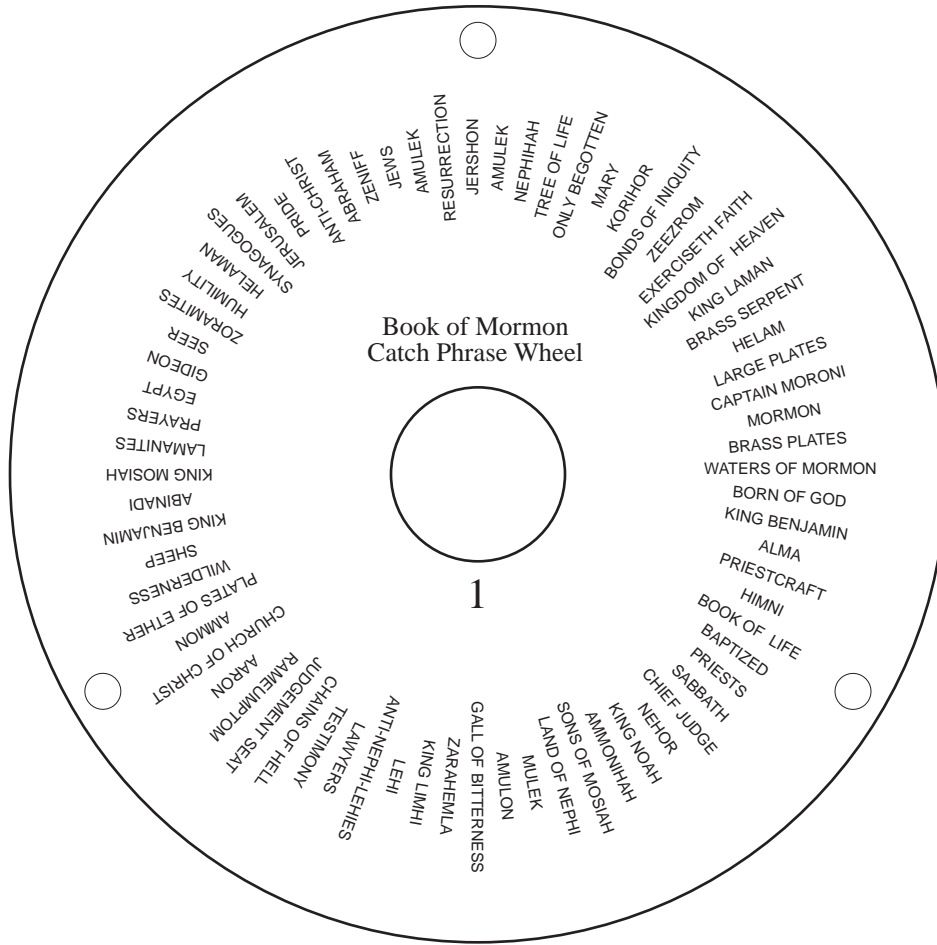 Book of Mormon
Catch Phrase Wheel
1
JERSHON
AMULEK
NEPHIHAH
TREE OF LIFE
ONLY BEGOTTEN
MARY
KORIHOR
BONDS OF INIQUITY
ZEEZROM
EXERCISETH FAITH
KINGDOM OF HEAVEN
KING LAMAN
BRASS SERPENT
HELAM
LARGE PLATES
CAPTAIN MORONI
MORMON
BRASS PLATES
WATERS OF MORMON
BORN OF GOD
KING BENJAMIN
ALMA
PRIESTCRAFT
HIMNI
BOOK OF LIFE
BAPTIZED
PRIESTS
SABBATH
CHIEF JUDGE
NEHOR
KING NOAH
AMMONIHAH
SONS OF MOSIAH
LAND OF NEPHI
MULEK
AMULON
GALL OF BITTERNESS
ZARAHEMLA
KING LIMHI
LEHI
ANTI-NEPHI-LEHIES
LAWYERS
TESTIMONY
CHAINS OF HELL
JUDGEMENT SEAT
RAMEUMPTOM
AARON
CHURCH OF CHRIST
AMMON
PLATES OF ETHER
WILDERNESS
SHEEP
KING BENJAMIN
ABINADI
KING MOSIAH
LAMANITES
PRAYERS
EGYPT
GIDEON
SEER
ZORAMITES
HUMILITY
HELAMAN
SYNAGOGUES
JERUSALEM
PRIDE
ANTI-CHRIST
ABRAHAM
ZENIFF
JEWS
AMULEK
RESURRECTION